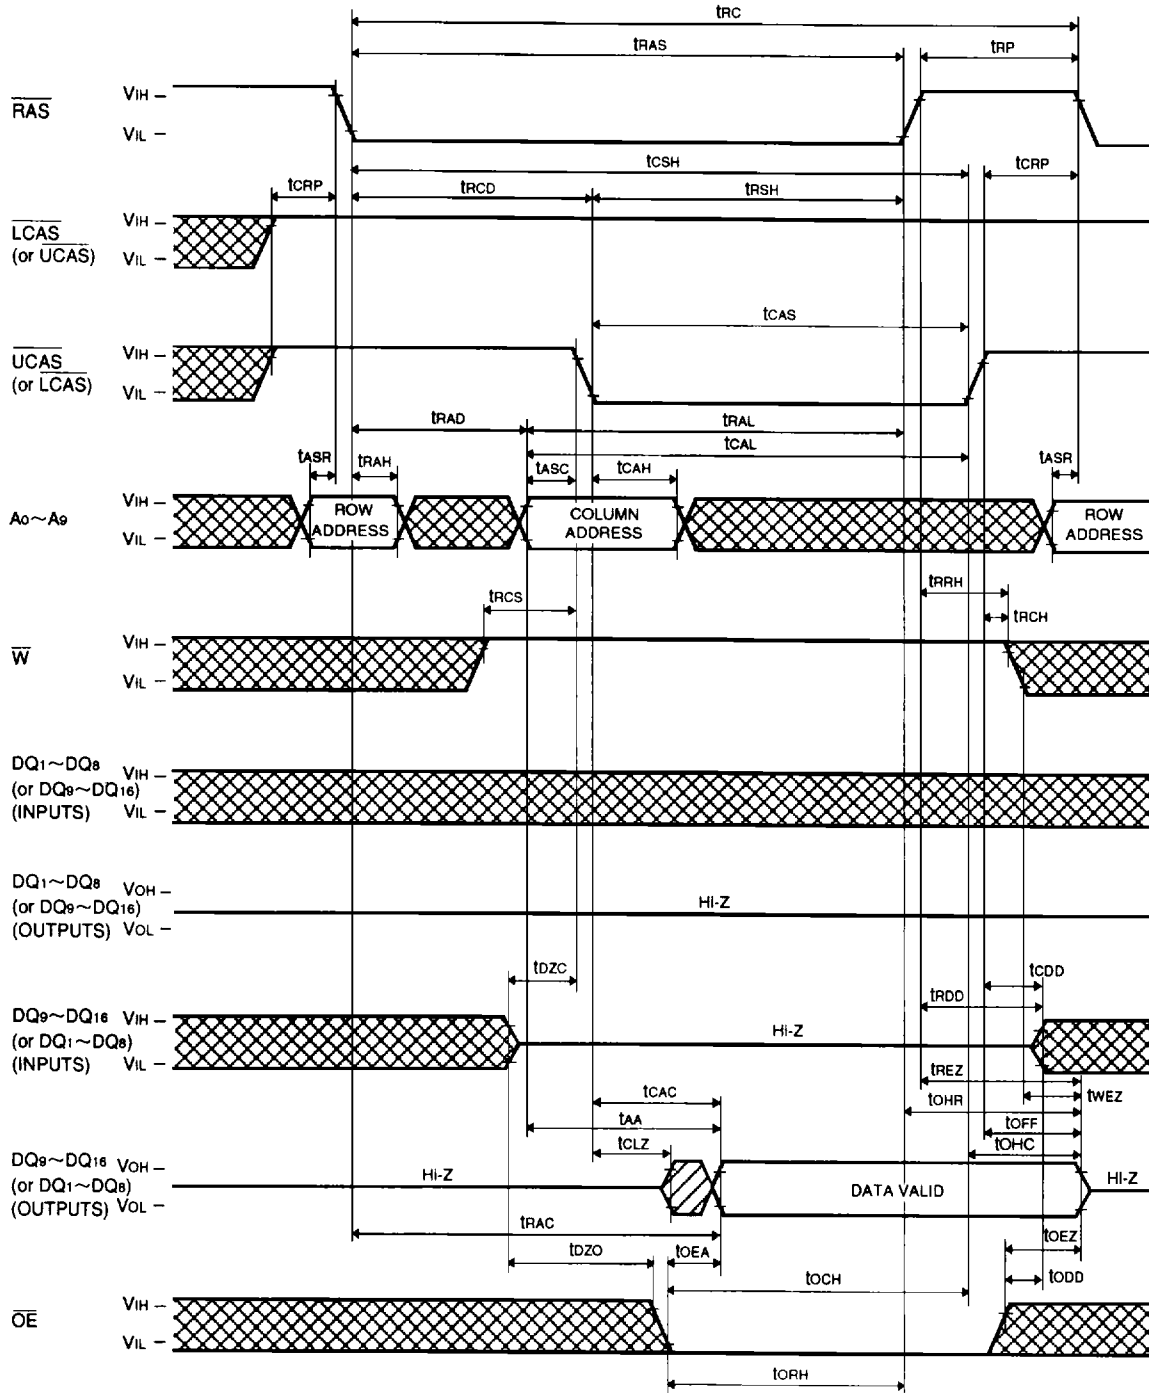 tRC
tRAS
tRP
RAS
VIH
VIL
tCSH
tCRP
tCRP
tRCD
tRSH
LCAS
(or UCAS)
VIH
VIL
tCAS
UCAS
(or LCAS)
VIH
VIL
tRAD
tRAL
tCAL
tASR
tRAH
tASC
tCAH
tASR
A0~A9
VIH
VIL
ROW
ADDRESS
COLUMN
ADDRESS
ROW
ADDRESS
tRCS
tRRH
tRCH
W
VIH
VIL
DQ1~DQ8
(or DQ9~DQ16)
(INPUTS)
VIH
VIL
DQ1~DQ8
(or DQ9~DQ16)
(OUTPUTS)
VOH
VOL
Hi-Z
tDZC
tCDD
tRDD
DQ9~DQ16
(or DQ1~DQ8)
(INPUTS)
VIH
VIL
Hi-Z
tREZ
tWEZ
tCAC
tOHR
tAA
tOFF
tCLZ
tOHC
DQ9~DQ16
(or DQ1~DQ8)
(OUTPUTS)
VOH
VOL
Hi-Z
DATA VALID
Hi-Z
tRAC
tOEZ
tDZO
tOEA
tOCH
tODD
OE
VIH
VIL
tORH